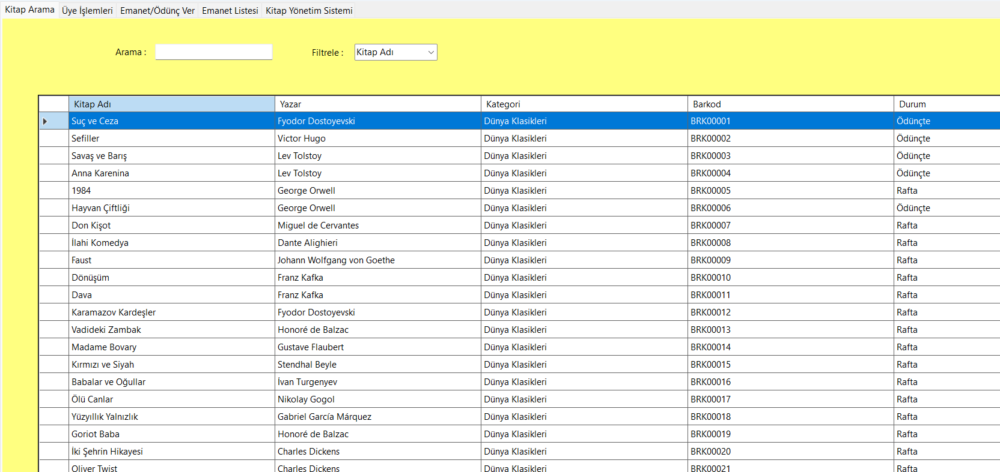 Kitap Arama Üye İşlemleri Emanet/Ödünç Ver Emanet Listesi Kitap Yönetim Sistemi
Arama : Filtrele : Kitap Adı
Kitap Adı Yazar Kategori Barkod Durum
Suç ve Ceza Fyodor Dostoyevski Dünya Klasikleri BRK00001 Ödünçte
Sefiller Victor Hugo Dünya Klasikleri BRK00002 Ödünçte
Savaş ve Barış Lev Tolstoy Dünya Klasikleri BRK00003 Ödünçte
Anna Karenina Lev Tolstoy Dünya Klasikleri BRK00004 Ödünçte
1984 George Orwell Dünya Klasikleri BRK00005 Rafta
Hayvan Çiftliği George Orwell Dünya Klasikleri BRK00006 Ödünçte
Don Kişot Miguel de Cervantes Dünya Klasikleri BRK00007 Rafta
İlahi Komedya Dante Alighieri Dünya Klasikleri BRK00008 Rafta
Faust Johann Wolfgang von Goethe Dünya Klasikleri BRK00009 Rafta
Dönüşüm Franz Kafka Dünya Klasikleri BRK00010 Rafta
Dava Franz Kafka Dünya Klasikleri BRK00011 Rafta
Karamazov Kardeşler Fyodor Dostoyevski Dünya Klasikleri BRK00012 Rafta
Vadideki Zambak Honoré de Balzac Dünya Klasikleri BRK00013 Rafta
Madame Bovary Gustave Flaubert Dünya Klasikleri BRK00014 Rafta
Kırmızı ve Siyah Stendhal Beyle Dünya Klasikleri BRK00015 Rafta
Babalar ve Oğullar İvan Turgenyev Dünya Klasikleri BRK00016 Rafta
Ölü Canlar Nikolay Gogol Dünya Klasikleri BRK00017 Rafta
Yüzyıllık Yalnızlık Gabriel García Márquez Dünya Klasikleri BRK00018 Rafta
Goriot Baba Honoré de Balzac Dünya Klasikleri BRK00019 Rafta
İki Şehrin Hikayesi Charles Dickens Dünya Klasikleri BRK00020 Rafta
Oliver Twist Charles Dickens Dünya Klasikleri BRK00021 Rafta